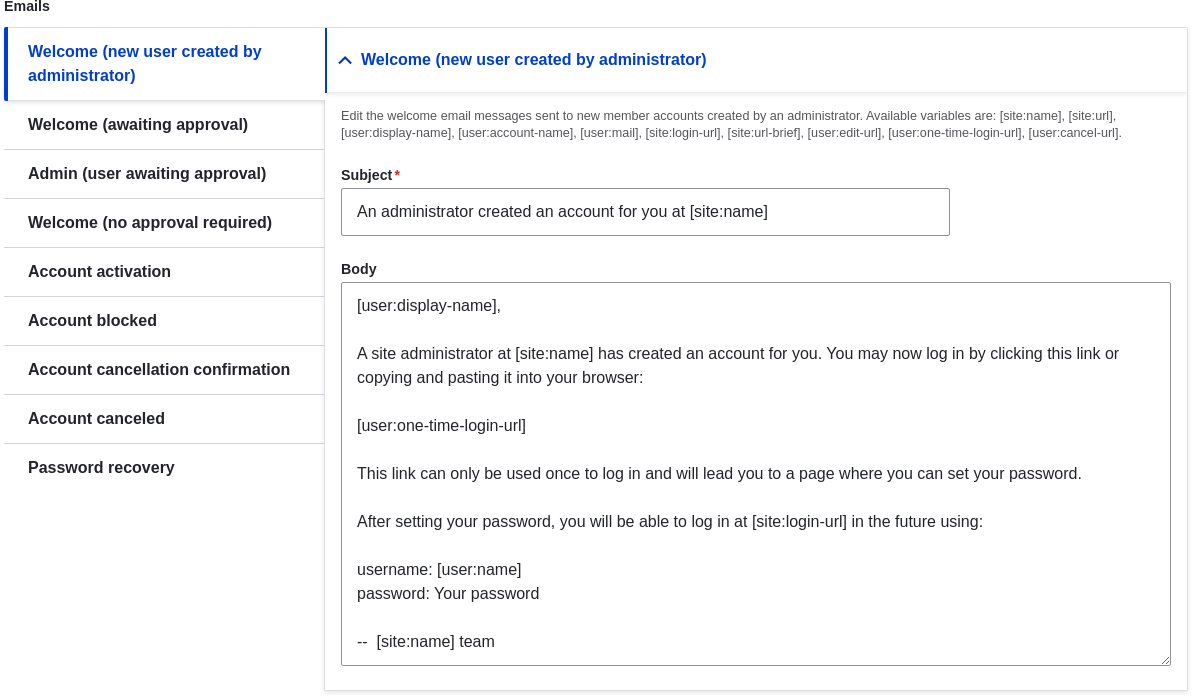 Emails
Welcome (new user created by
administrator)
Welcome (awaiting approval)
Admin (user awaiting approval)
Welcome (no approval required)
Account activation
Account blocked
Account cancellation confirmation
Account canceled
Password recovery
Welcome (new user created by administrator)
Edit the welcome email messages sent to new member accounts created by an administrator. Available variables are: [site:name], [site:url],
[user:display-name], [user:account-name], [user:mail], [site:login-url], [site:url-brief], [user:edit-url], [user:one-time-login-url], [user:cancel-url].
Subject*
An administrator created an account for you at [site:name]
Body
[user:display-name],
A site administrator at [site:name] has created an account for you. You may now log in by clicking this link or
copying and pasting it into your browser:
[user:one-time-login-url]
This link can only be used once to log in and will lead you to a page where you can set your password.
After setting your password, you will be able to log in at [site:login-url] in the future using:
username: [user:name]
password: Your password
--  [site:name] team